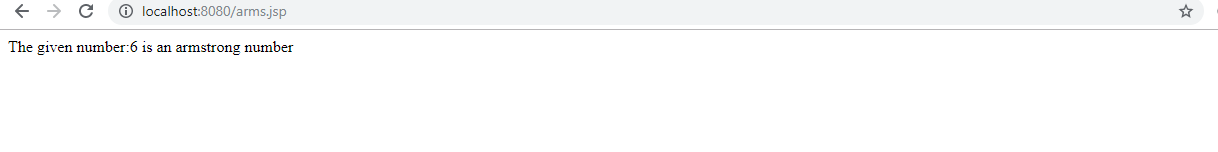 localhost:8080/arms.jsp
The given number:6 is an armstrong number